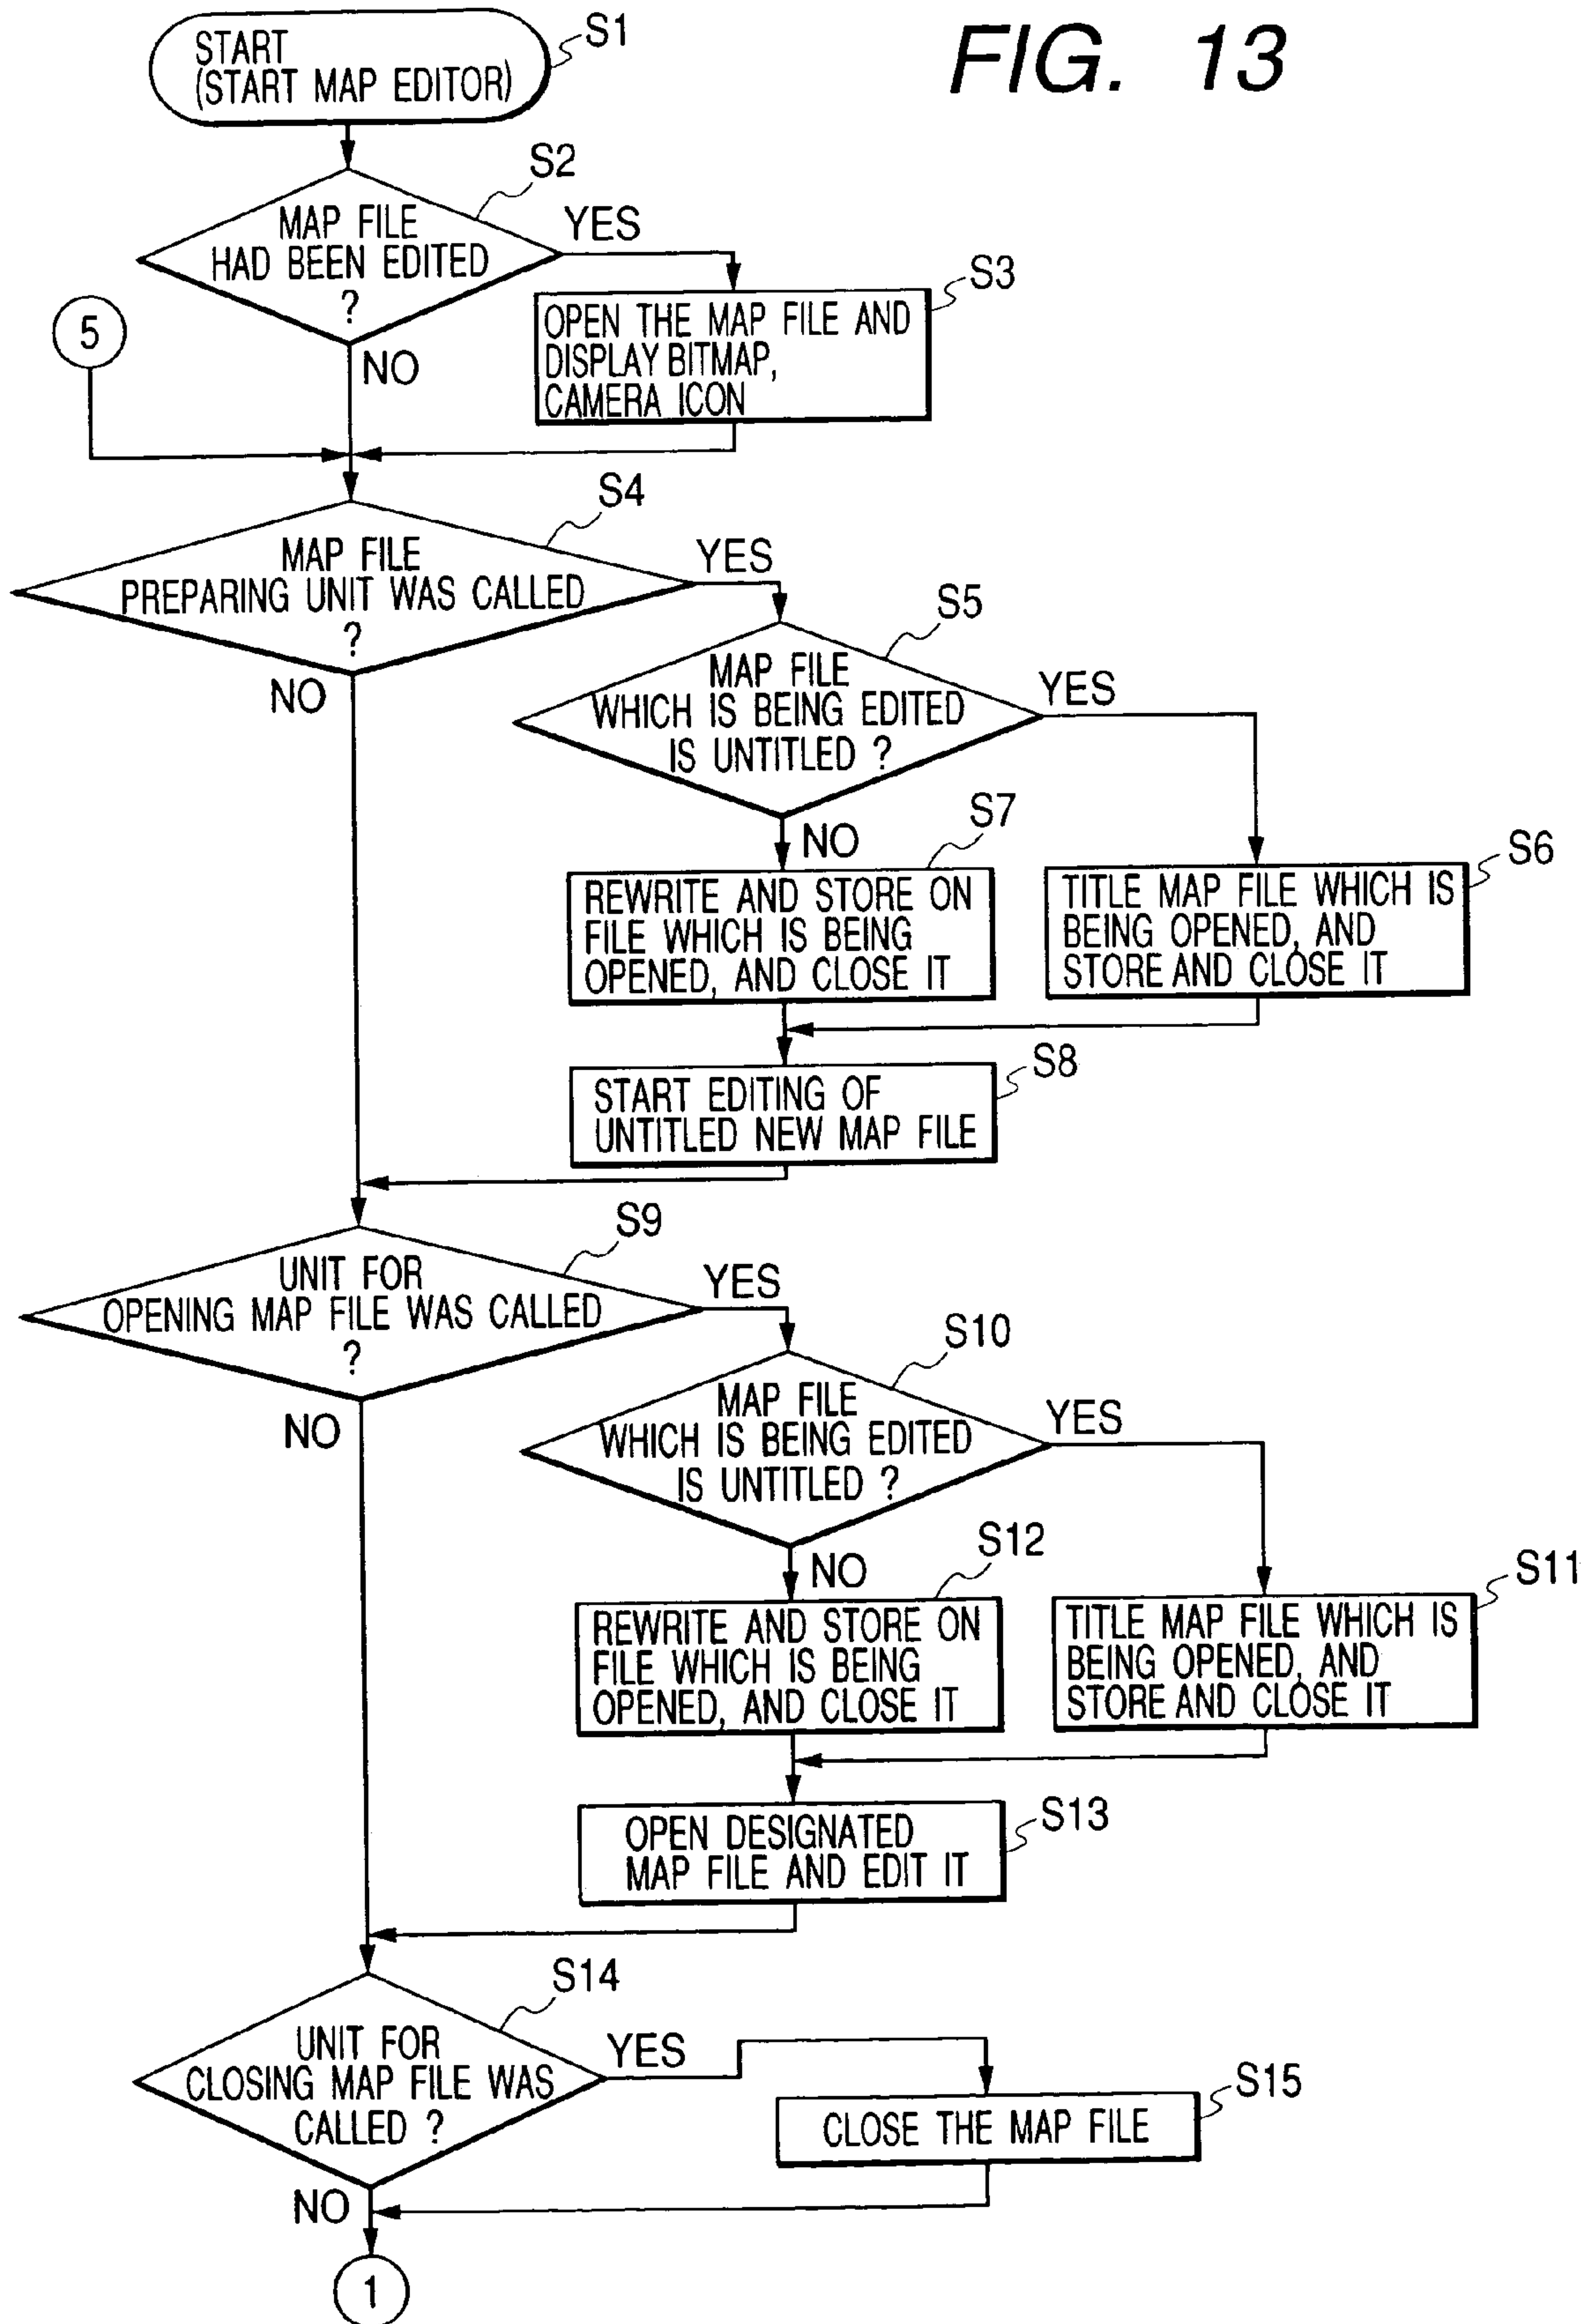 FIG. 13
START
(START MAP EDITOR)
S1
S2
MAP FILE
HAD BEEN EDITED
?
YES
NO
S3
OPEN THE MAP FILE AND
DISPLAY BITMAP,
CAMERA ICON
5
S4
MAP FILE
PREPARING UNIT WAS CALLED
?
YES
NO
S5
MAP FILE
WHICH IS BEING EDITED
IS UNTITLED ?
YES
NO
S7
REWRITE AND STORE ON
FILE WHICH IS BEING
OPENED, AND CLOSE IT
S6
TITLE MAP FILE WHICH IS
BEING OPENED, AND
STORE AND CLOSE IT
S8
START EDITING OF
UNTITLED NEW MAP FILE
S9
UNIT FOR
OPENING MAP FILE WAS CALLED
?
YES
NO
S10
MAP FILE
WHICH IS BEING EDITED
IS UNTITLED ?
YES
NO
S12
REWRITE AND STORE ON
FILE WHICH IS BEING
OPENED, AND CLOSE IT
S11
TITLE MAP FILE WHICH IS
BEING OPENED, AND
STORE AND CLOSE IT
S13
OPEN DESIGNATED
MAP FILE AND EDIT IT
S14
UNIT FOR
CLOSING MAP FILE WAS
CALLED ?
YES
NO
S15
CLOSE THE MAP FILE
1